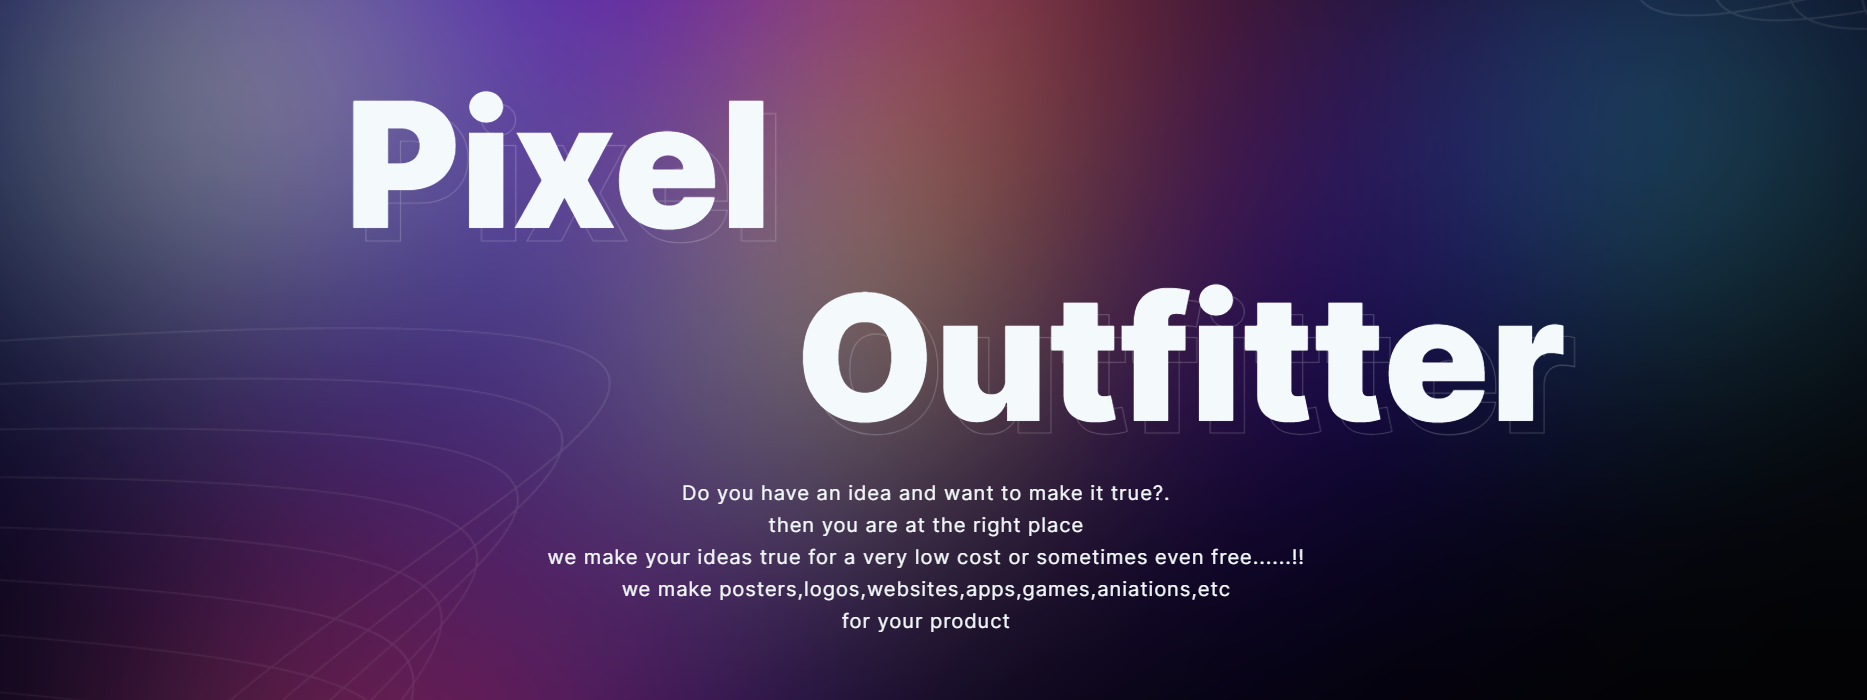 Pixel
Outfitter
Do you have an idea and want to make it true?.
then you are at the right place
we make your ideas true for a very low cost or sometimes even free......!!
we make posters,logos,websites,apps,games,aniations,etc
for your product